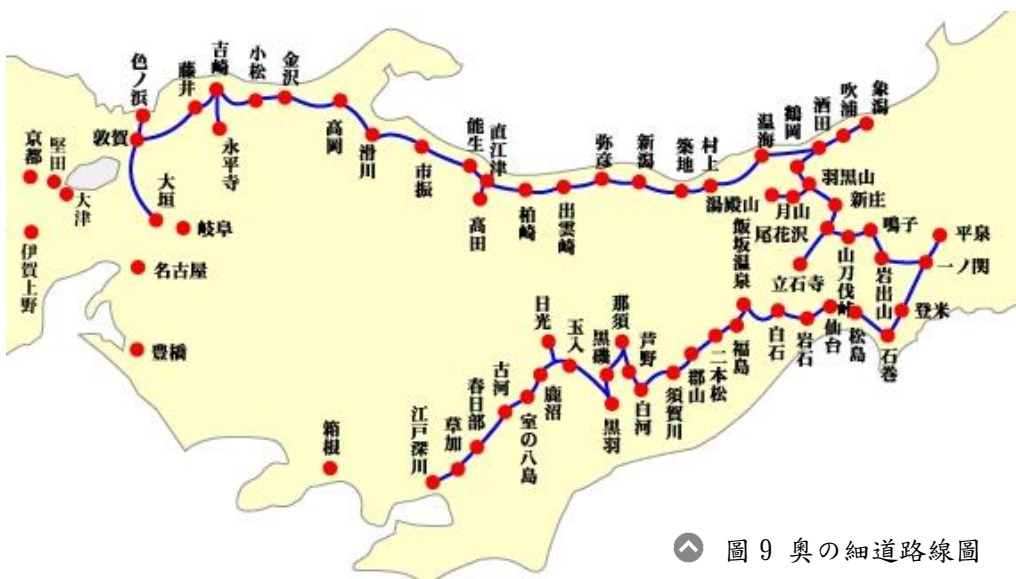 色ノ浜
藤井
吉崎
小松
金沢
京都
堅田
大津
敦賀
永平寺
大垣
岐阜
高岡
滑川
市振
能生
直江津
高田
柏崎
出雲崎
弥彦
新潟
築地
村上
温海
鶴岡
酒田
吹浦
象潟
羽黒山
湯殿山
月山
新庄
尾花沢
鳴子
平泉
一ノ関
伊賀上野
名古屋
豊橋
箱根
立石寺
山刀伐峠
岩出山
登米
飯坂温泉
石巻
松島
仙台
岩石
白石
福島
二本松
郡山
須賀川
白河
芦野
那須
黒磯
黒羽
玉入
日光
鹿沼
室の八島
古河
春日部
草加
江戸深川
圖 9 奥の細道路線圖